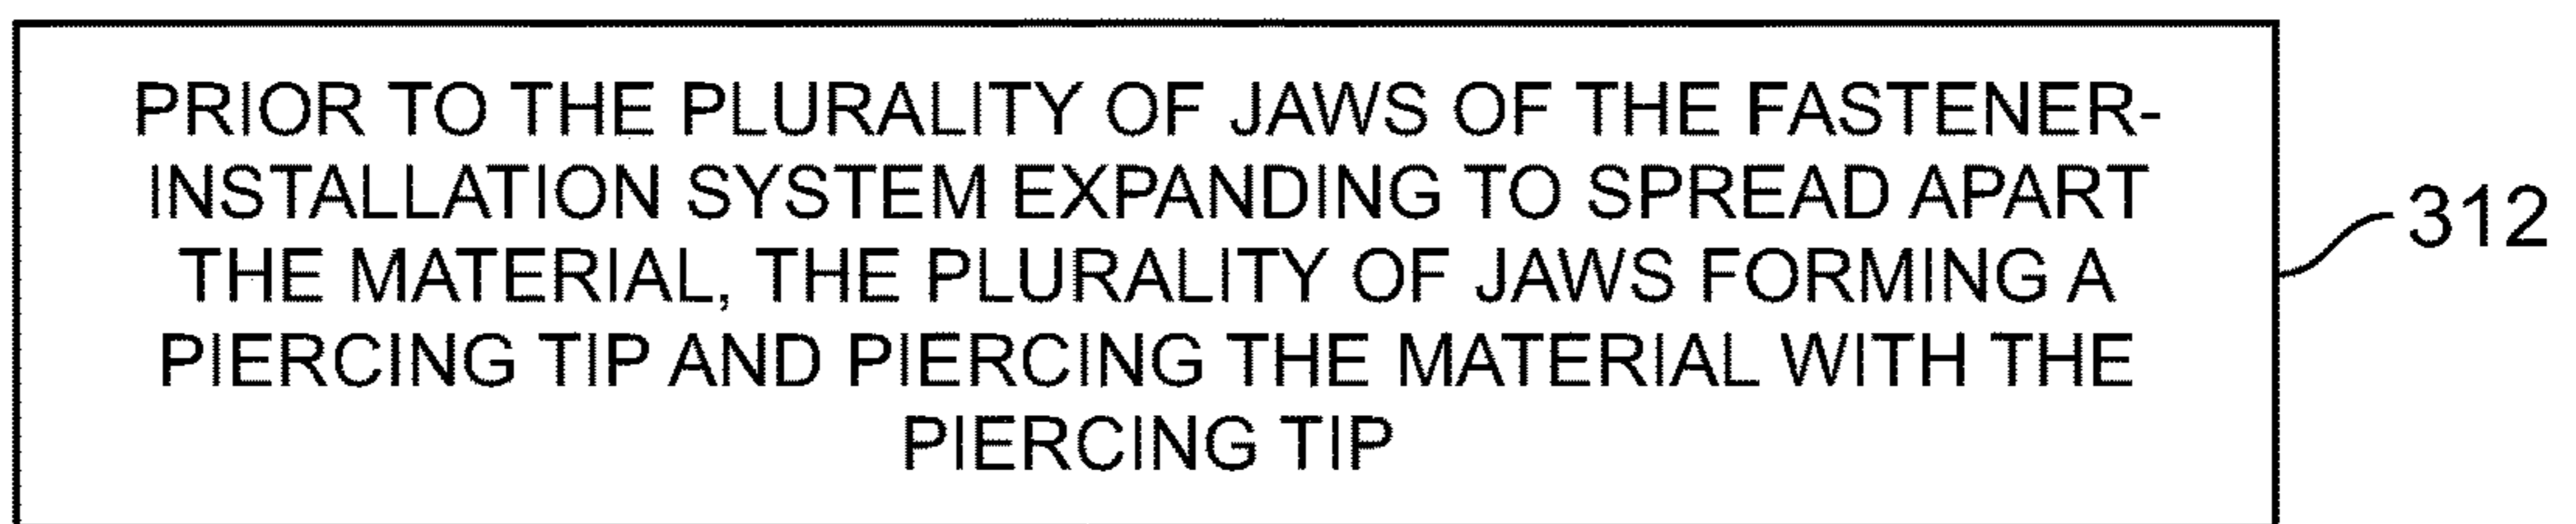 PRIOR TO THE PLURALITY OF JAWS OF THE FASTENER-
INSTALLATION SYSTEM EXPANDING TO SPREAD APART
THE MATERIAL, THE PLURALITY OF JAWS FORMING A
PIERCING TIP AND PIERCING THE MATERIAL WITH THE
PIERCING TIP
312